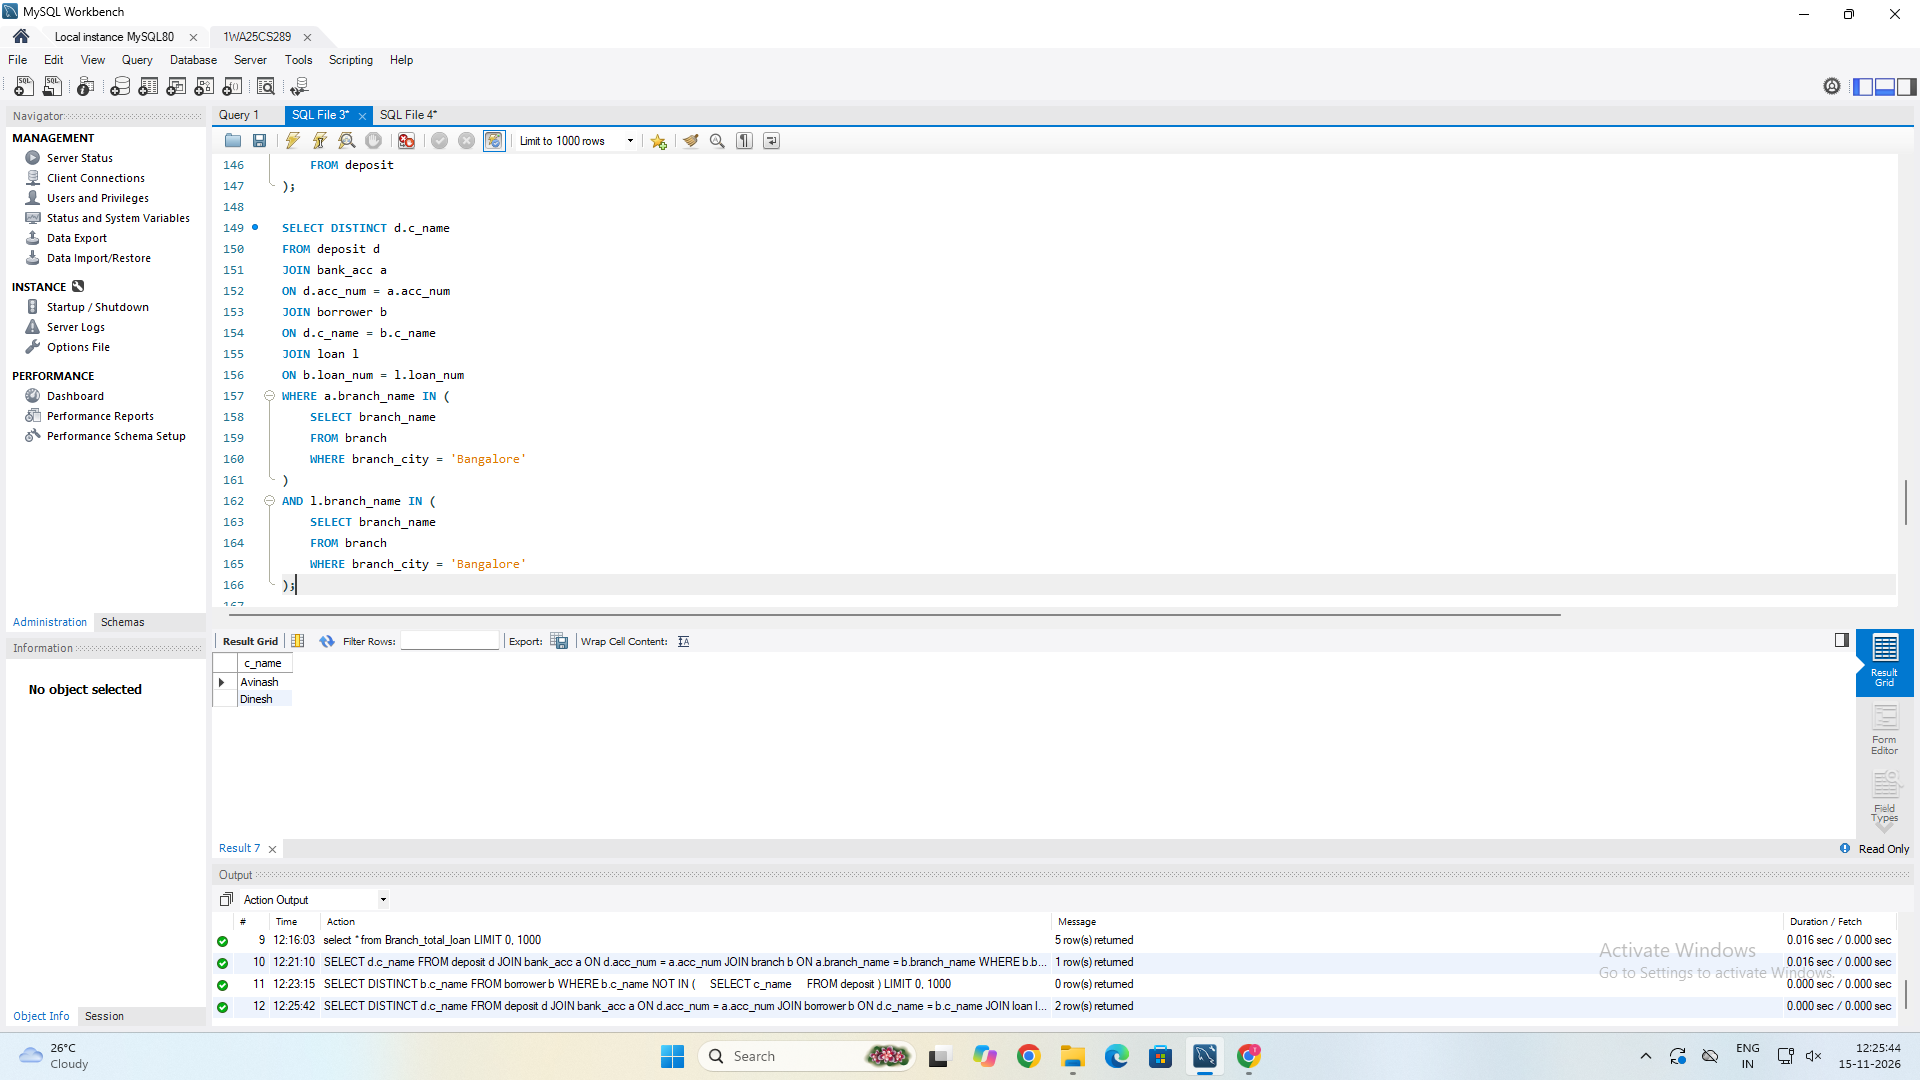 MySQL Workbench
Local instance MySQL80
1WA25CS289
File Edit View Query Database Server Tools Scripting Help
Navigator
MANAGEMENT
Server Status
Client Connections
Users and Privileges
Status and System Variables
Data Export
Data Import/Restore
INSTANCE
Startup / Shutdown
Server Logs
Options File
PERFORMANCE
Dashboard
Performance Reports
Performance Schema Setup
Administration Schemas
Information
No object selected
Object Info Session
Query 1 SQL File 3* SQL File 4*
Limit to 1000 rows
146 FROM deposit
147 );
148
149 SELECT DISTINCT d.c_name
150 FROM deposit d
151 JOIN bank_acc a
152 ON d.acc_num = a.acc_num
153 JOIN borrower b
154 ON d.c_name = b.c_name
155 JOIN loan l
156 ON b.loan_num = l.loan_num
157 WHERE a.branch_name IN (
158 SELECT branch_name
159 FROM branch
160 WHERE branch_city = 'Bangalore'
161 )
162 AND l.branch_name IN (
163 SELECT branch_name
164 FROM branch
165 WHERE branch_city = 'Bangalore'
166 );
167
Result Grid Filter Rows: Export: Wrap Cell Content:
c_name
Avinash
Dinesh
Result Grid
Form Editor
Field Types
Result 7
Read Only
Output
Action Output
# Time Action Message Duration / Fetch
9 12:16:03 select * from Branch_total_loan LIMIT 0, 1000 5 row(s) returned 0.016 sec / 0.000 sec
10 12:21:10 SELECT d.c_name FROM deposit d JOIN bank_acc a ON d.acc_num = a.acc_num JOIN branch b ON a.branch_name = b.branch_name WHERE b.b... 1 row(s) returned 0.016 sec / 0.000 sec
11 12:23:15 SELECT DISTINCT b.c_name FROM borrower b WHERE b.c_name NOT IN ( SELECT c_name FROM deposit ) LIMIT 0, 1000 0 row(s) returned 0.000 sec / 0.000 sec
12 12:25:42 SELECT DISTINCT d.c_name FROM deposit d JOIN bank_acc a ON d.acc_num = a.acc_num JOIN borrower b ON d.c_name = b.c_name JOIN loan l... 2 row(s) returned 0.000 sec / 0.000 sec
Activate Windows
Go to Settings to activate Windows.
26°C
Cloudy
Search
ENG
IN
12:25:44
15-11-2026